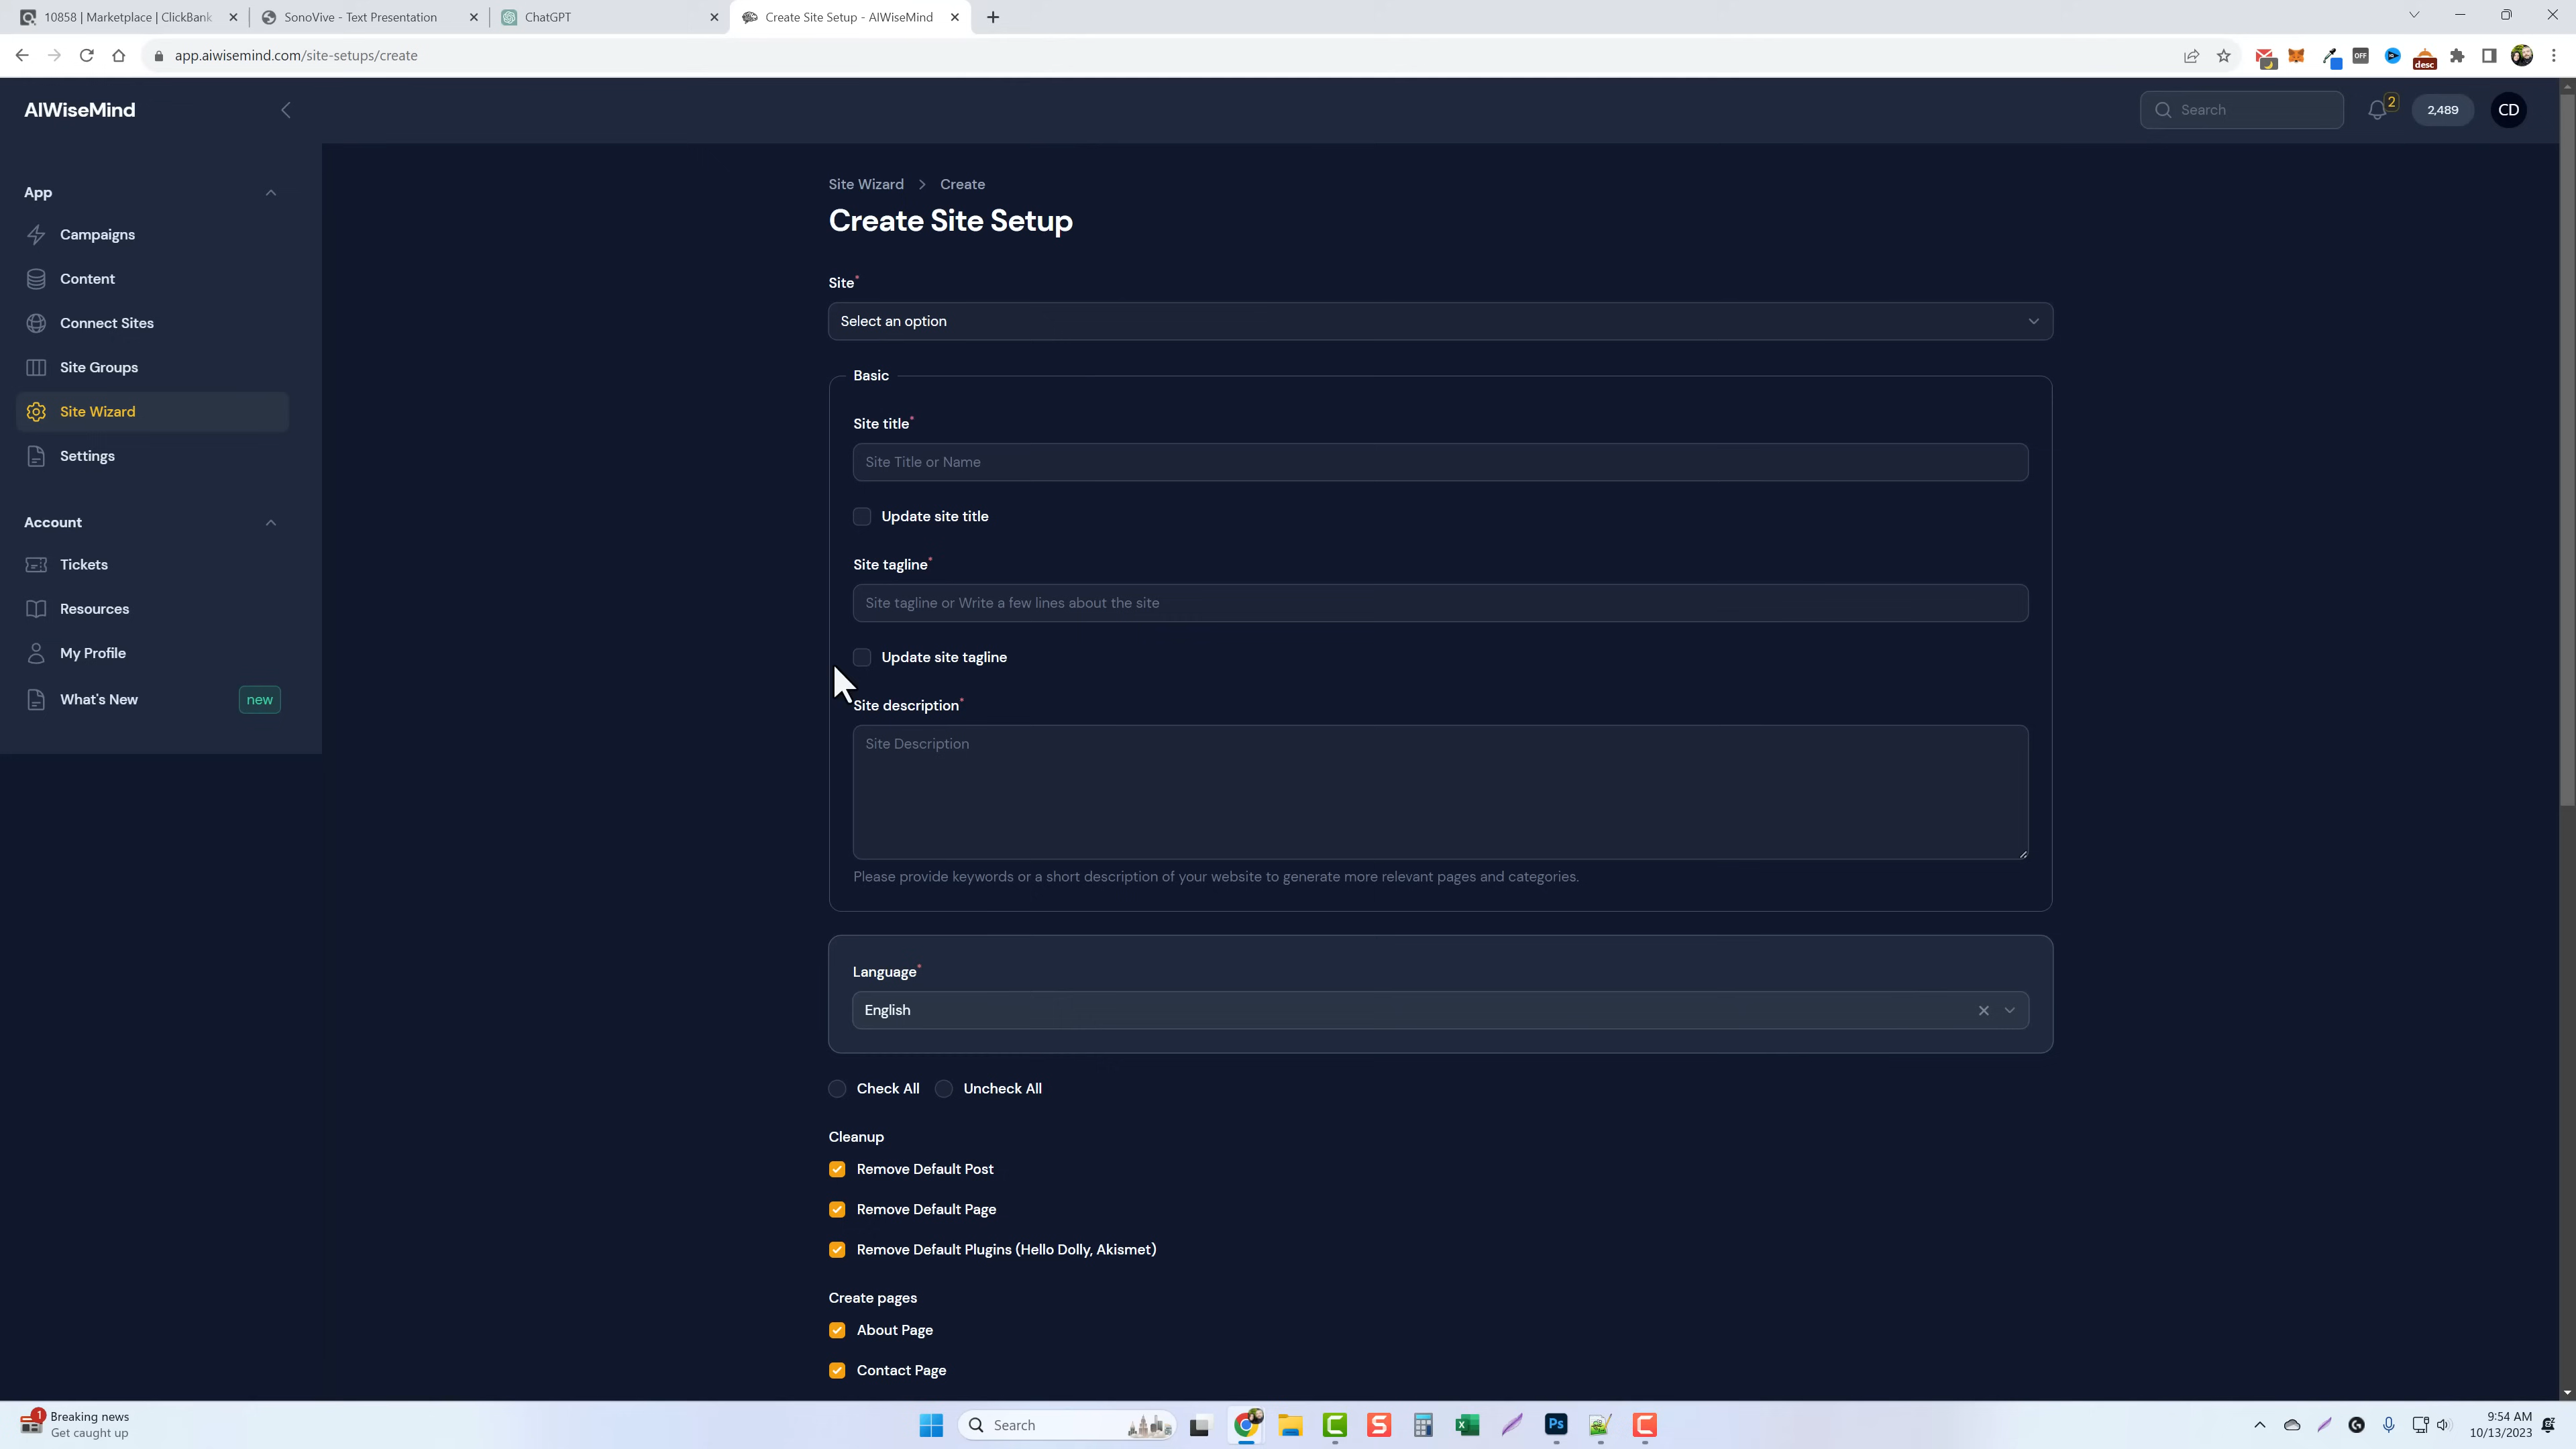 10858 | Marketplace | ClickBank
SonoVive - Text Presentation
ChatGPT
Create Site Setup - AIWiseMind
app.aiwisemind.com/site-setups/create
OFF
desc
AIWiseMind
Search
2
2,489
CD
App
Campaigns
Content
Connect Sites
Site Groups
Site Wizard
Settings
Account
Tickets
Resources
My Profile
What's New
new
Site Wizard > Create
Create Site Setup
Site*
Select an option
Basic
Site title*
Site Title or Name
Update site title
Site tagline*
Site tagline or Write a few lines about the site
Update site tagline
Site description*
Site Description
Please provide keywords or a short description of your website to generate more relevant pages and categories.
Language*
English
Check All
Uncheck All
Cleanup
Remove Default Post
Remove Default Page
Remove Default Plugins (Hello Dolly, Akismet)
Create pages
About Page
Contact Page
1
Breaking news
Get caught up
Search
Ps
9:54 AM
10/13/2023